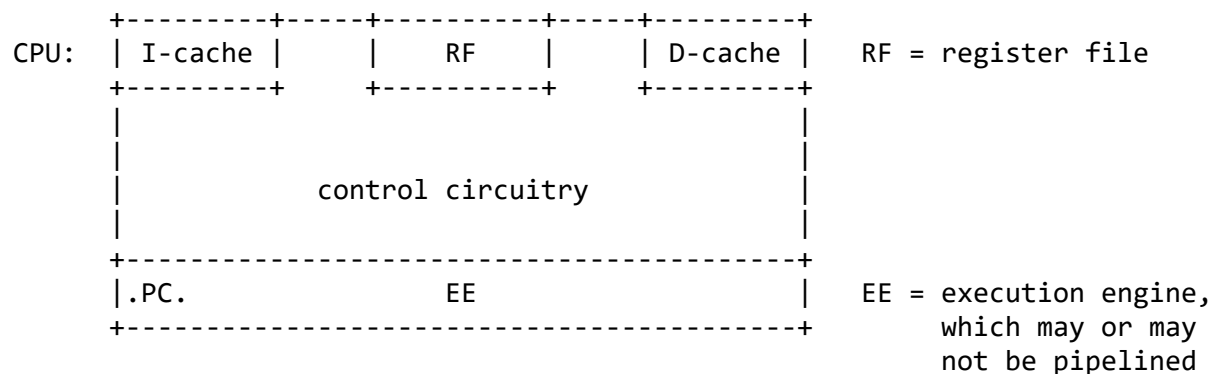 CPU: I-cache RF D-cache RF = register file
control circuitry
.PC. EE EE = execution engine,
which may or may
not be pipelined